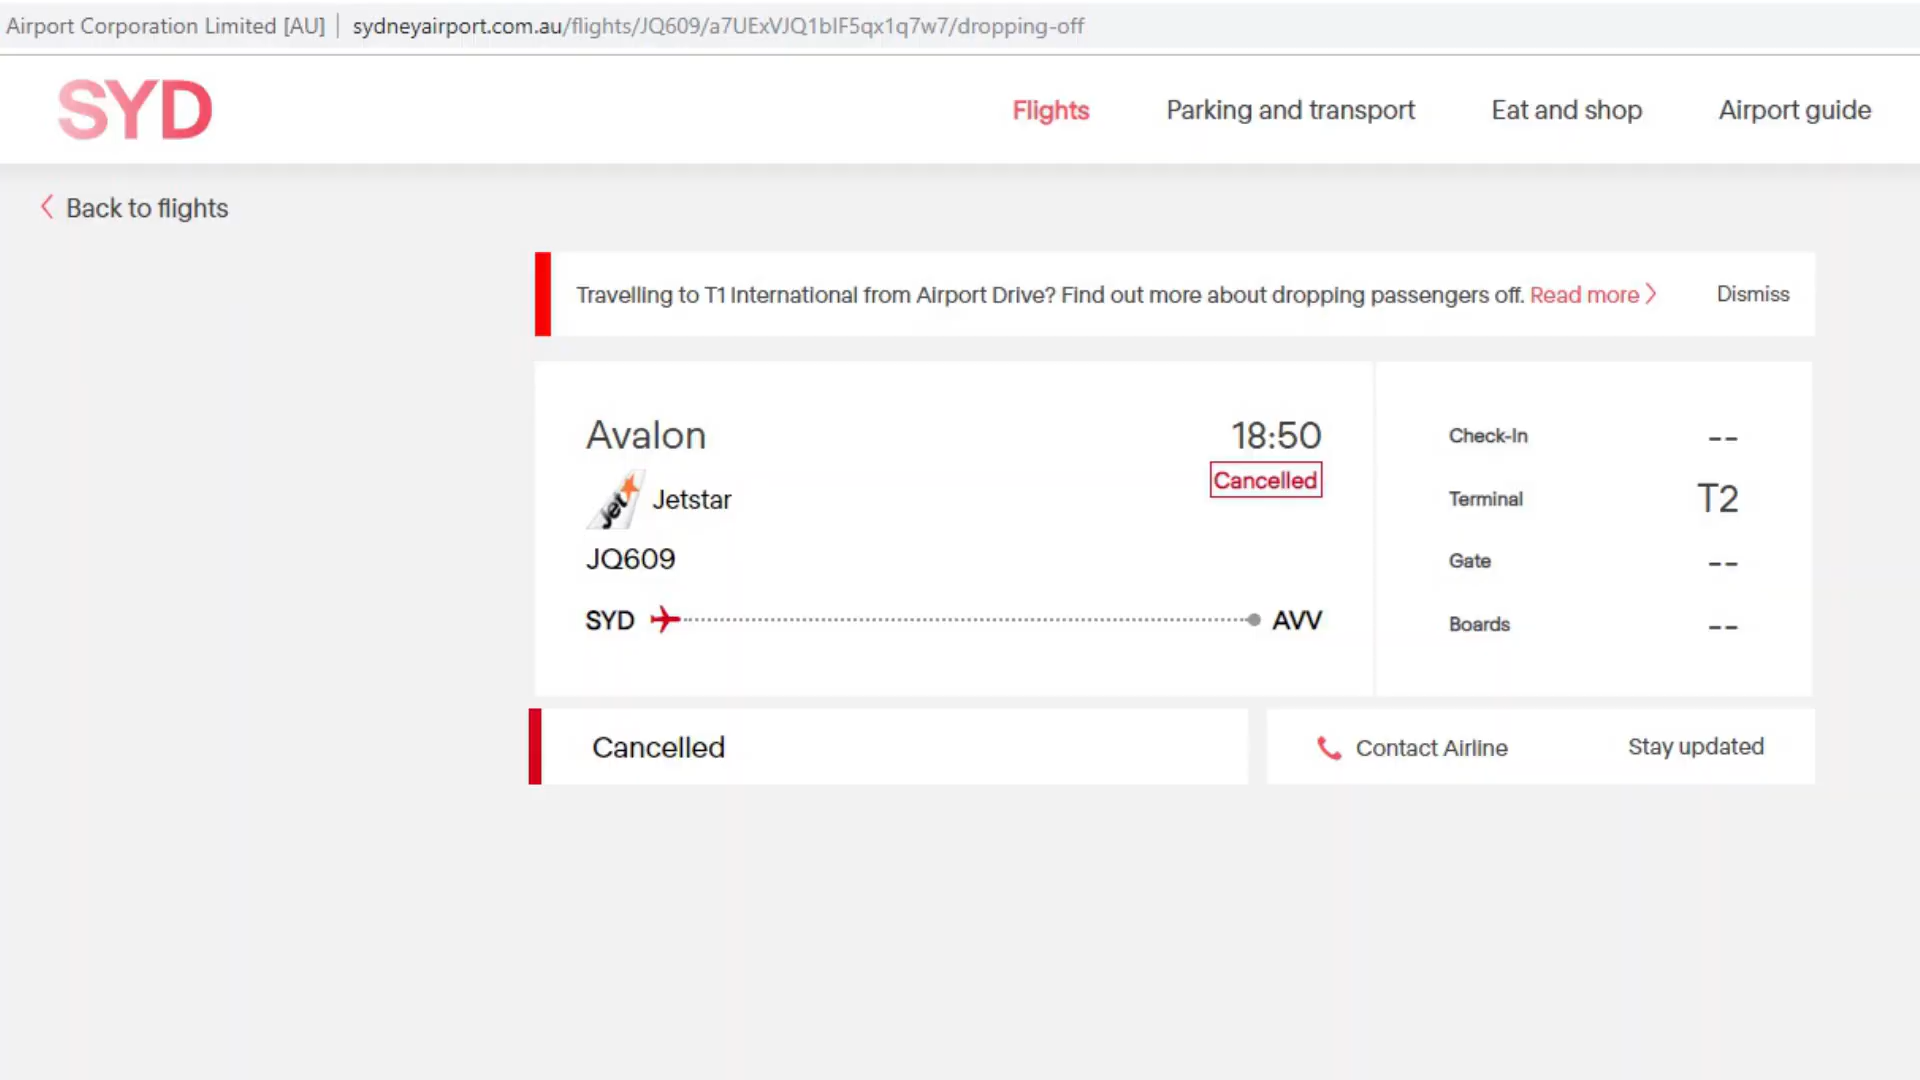 Airport Corporation Limited [AU] | sydneyairport.com.au/flights/JQ609/a7UExVJQ1blF5qx1q7w7/dropping-off
SYD
Flights Parking and transport Eat and shop Airport guide
Back to flights
Travelling to T1 International from Airport Drive? Find out more about dropping passengers off. Read more Dismiss
Avalon 18:50
Cancelled
Jet Jetstar
JQ609
SYD AVV
Check-In --
Terminal T2
Gate --
Boards --
Cancelled
Contact Airline Stay updated